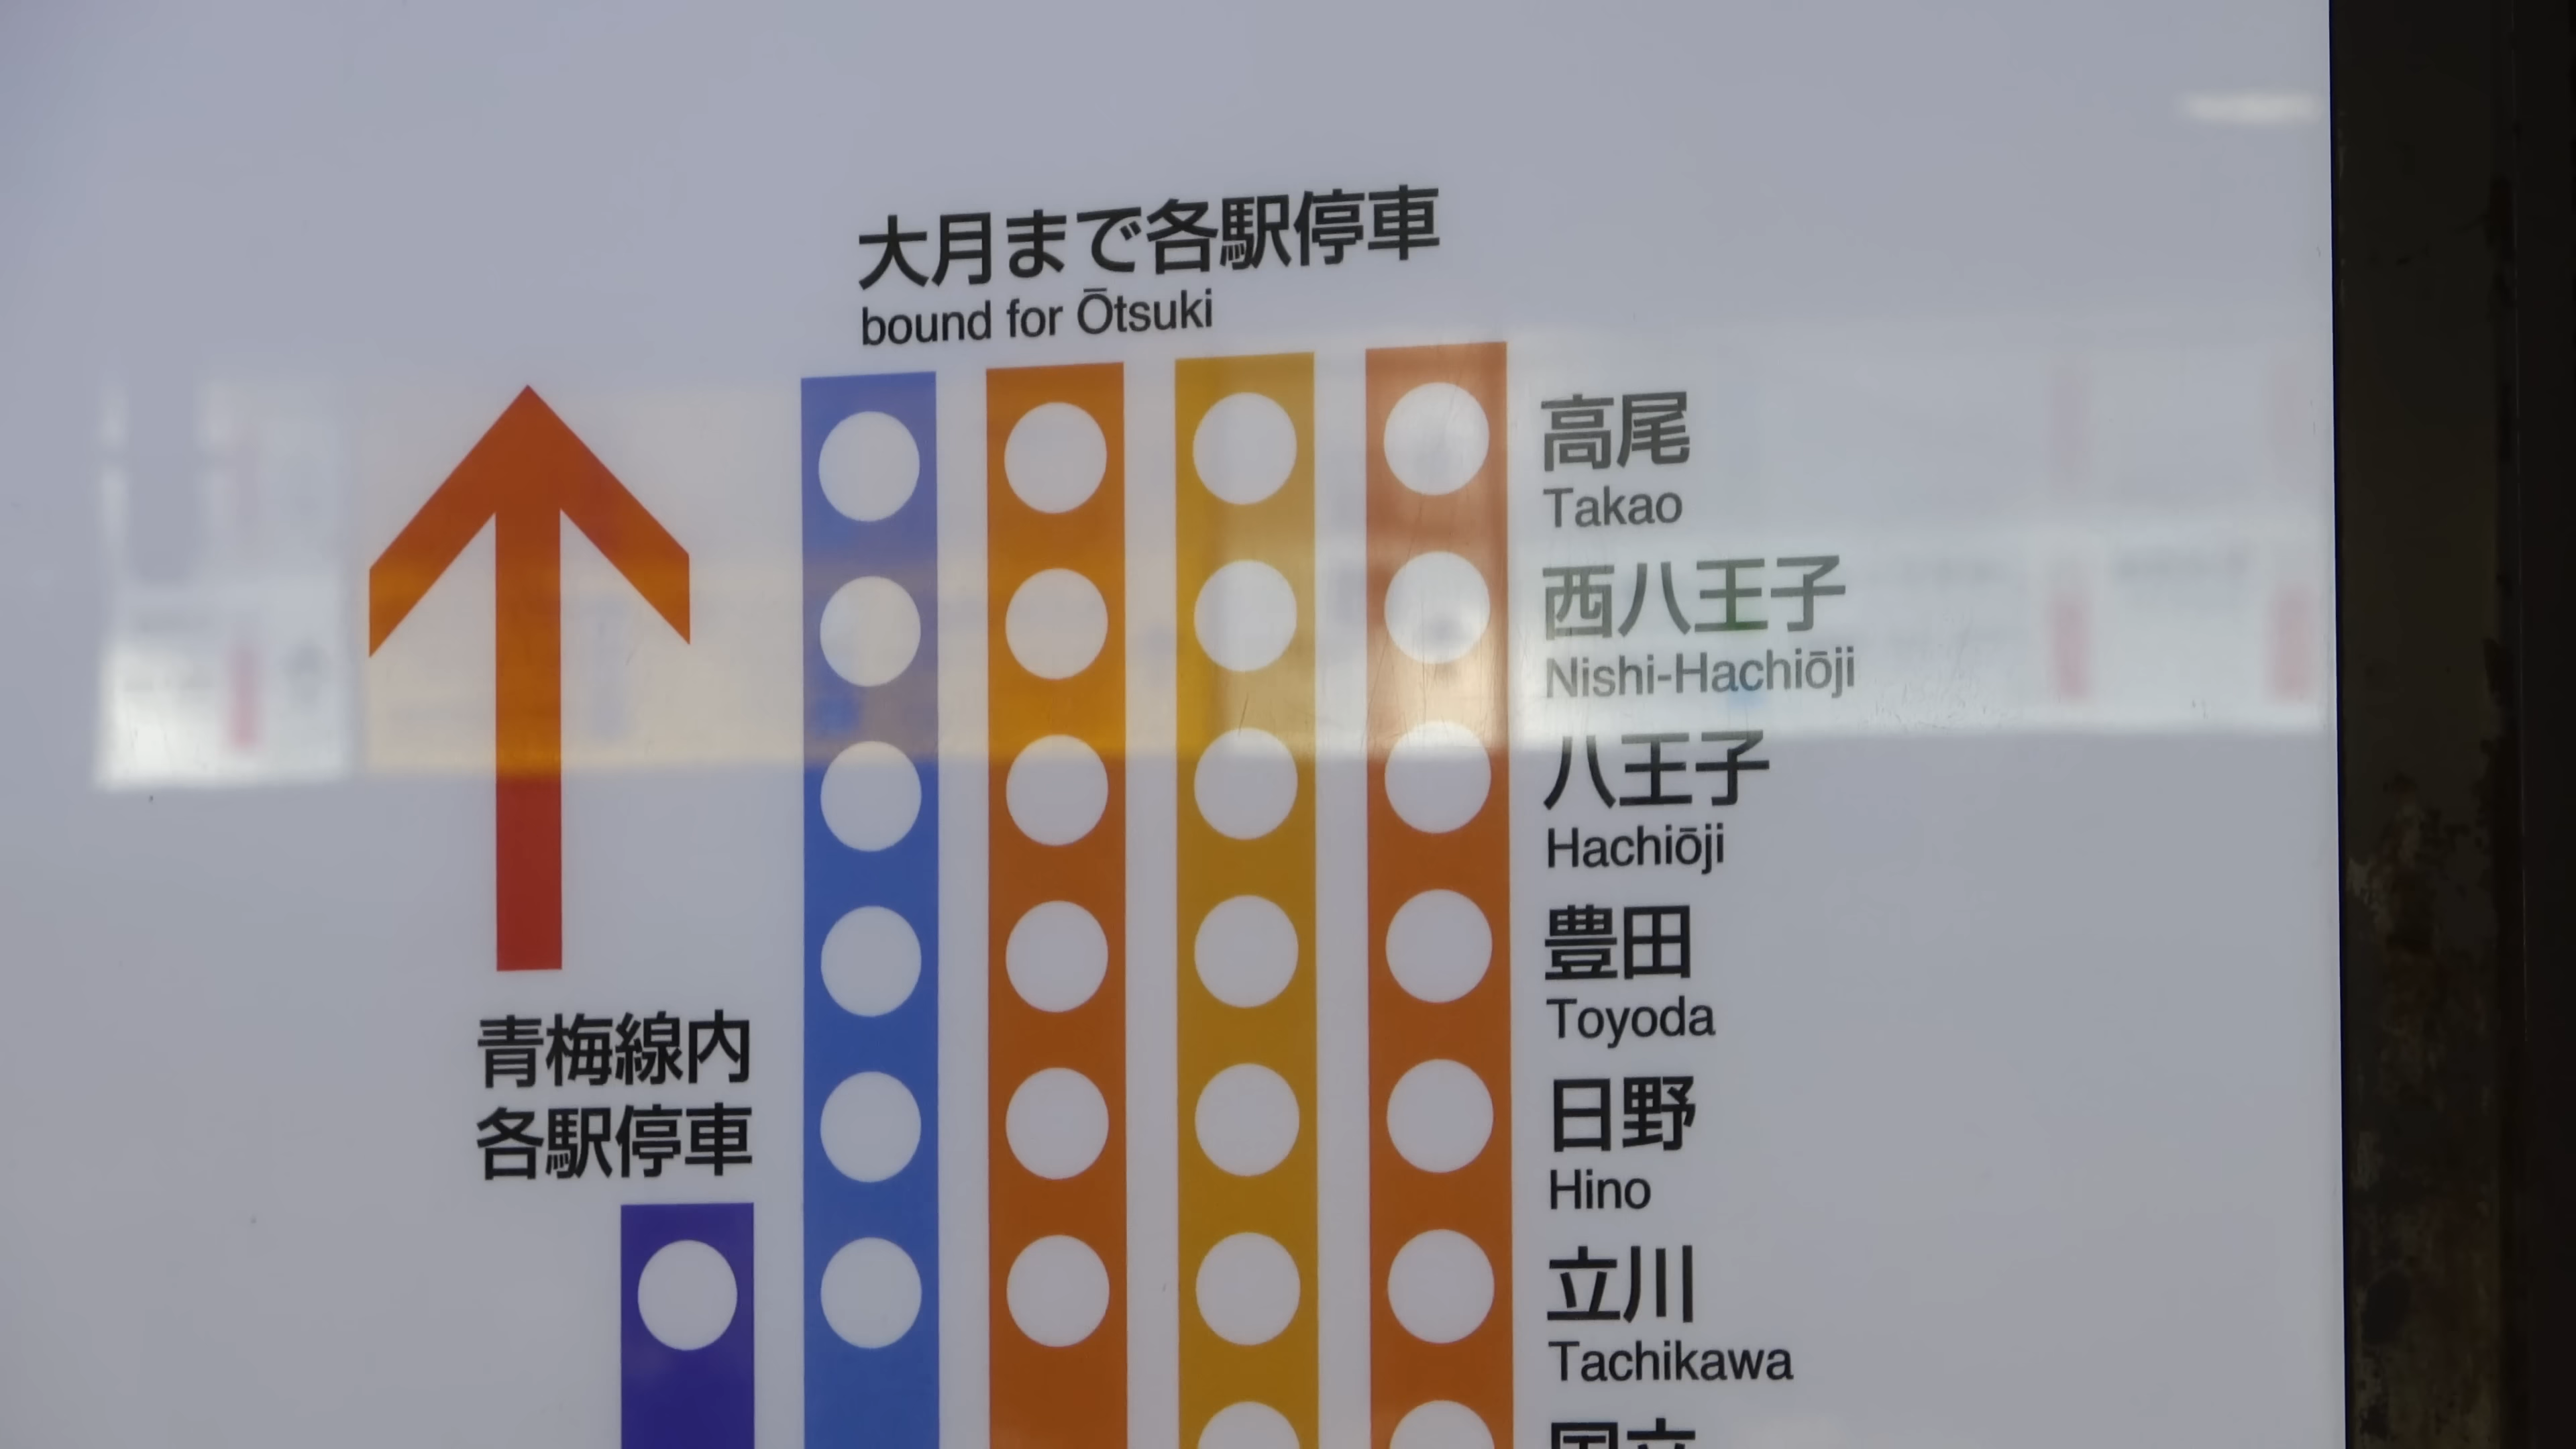 大月まで各駅停車
bound for Ōtsuki
高尾
Takao
西八王子
Nishi-Hachiōji
八王子
Hachiōji
豊田
Toyoda
青梅線内
各駅停車
日野
Hino
立川
Tachikawa
国立